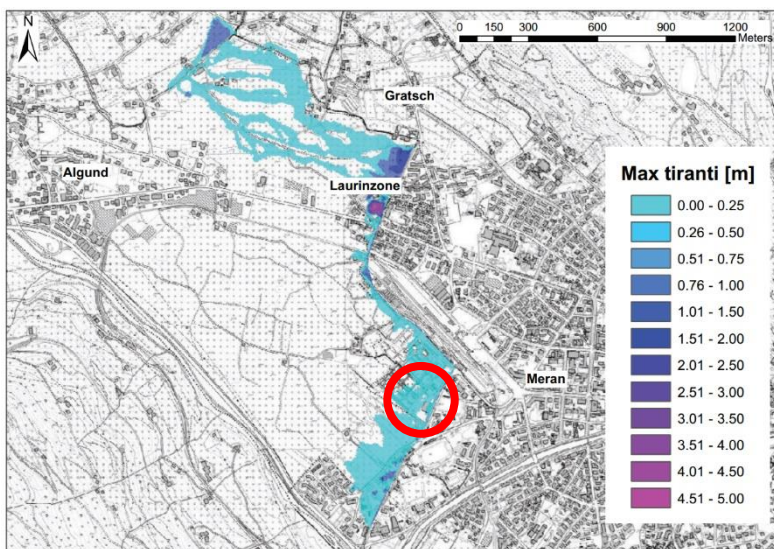 N
0 150 300 600 900 1200
Meters
Gratsch
Algund
Laurinzone
Meran
Max tiranti [m]
0.00 - 0.25
0.26 - 0.50
0.51 - 0.75
0.76 - 1.00
1.01 - 1.50
1.51 - 2.00
2.01 - 2.50
2.51 - 3.00
3.01 - 3.50
3.51 - 4.00
4.01 - 4.50
4.51 - 5.00